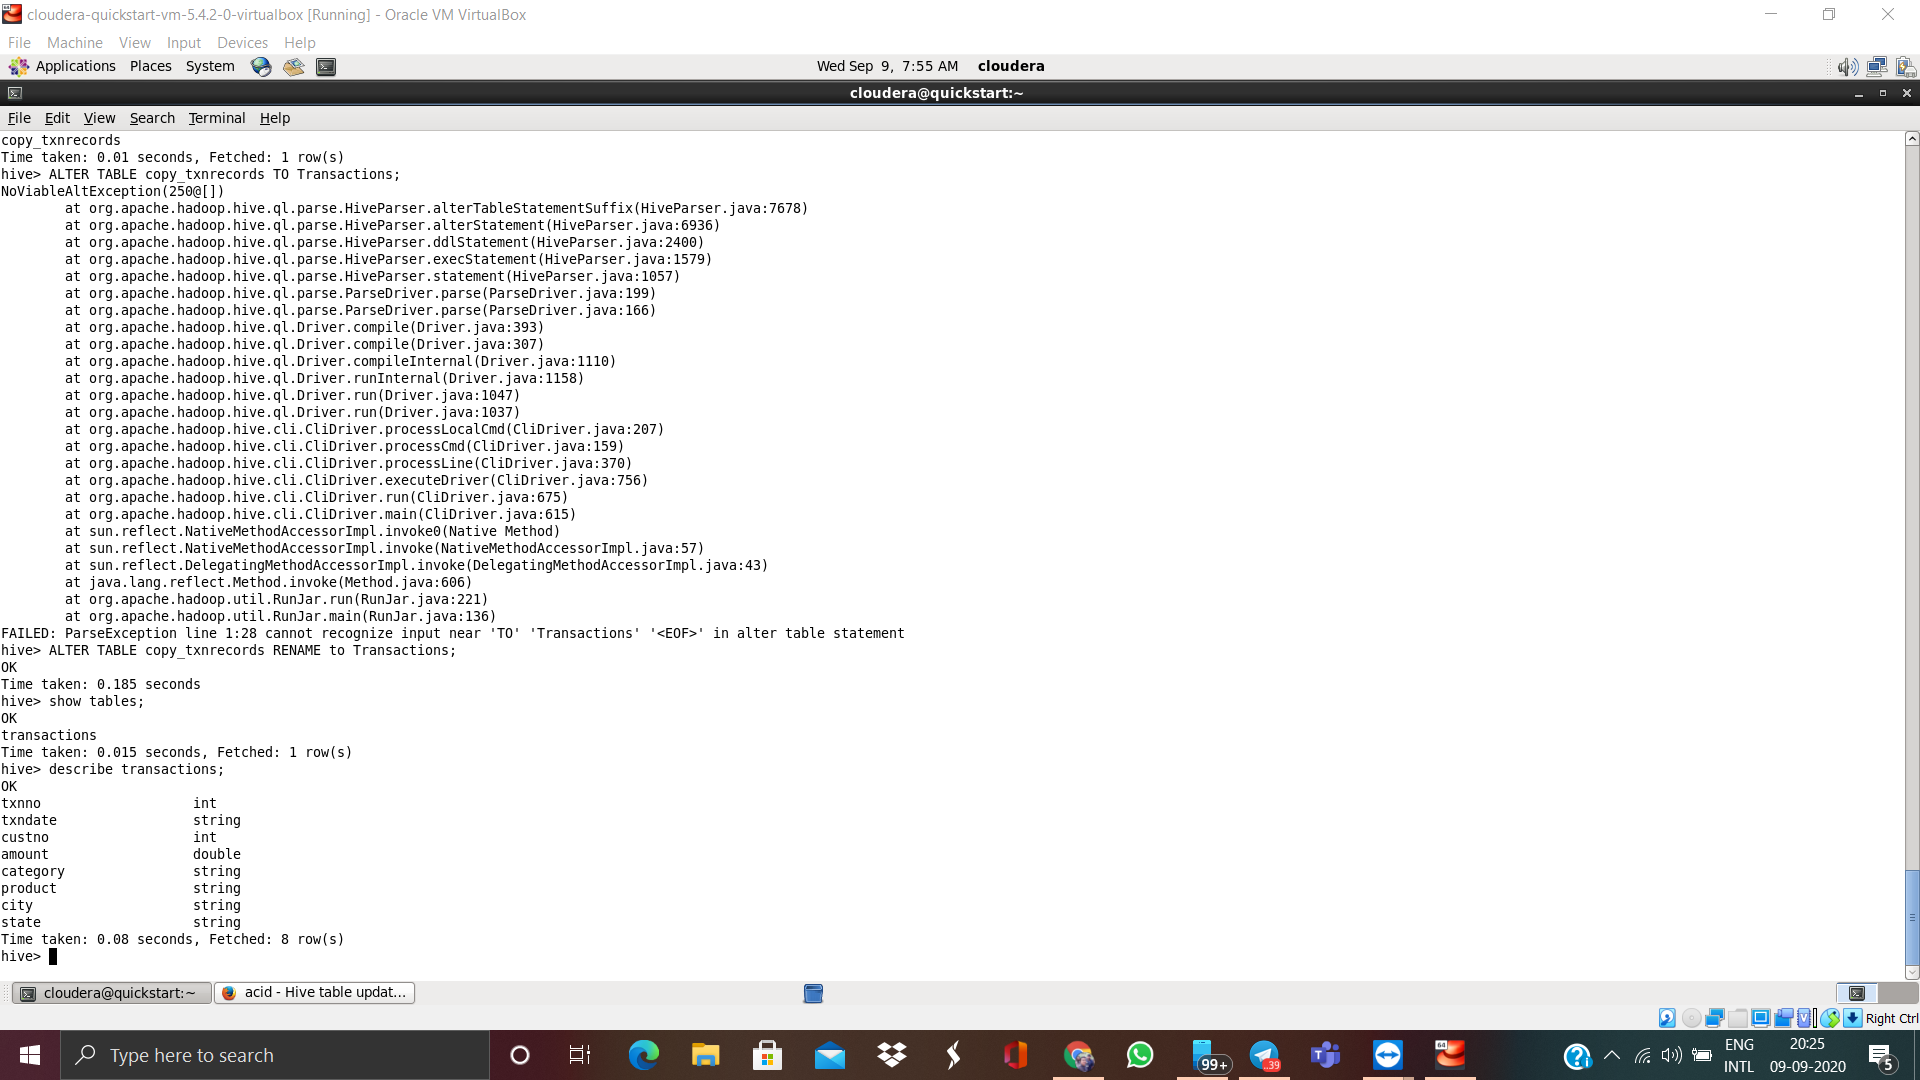 cloudera-quickstart-vm-5.4.2-0-virtualbox [Running] - Oracle VM VirtualBox
File Machine View Input Devices Help
Applications Places System Wed Sep 9, 7:55 AM cloudera
cloudera@quickstart:~
File Edit View Search Terminal Help
copy_txnrecords
Time taken: 0.01 seconds, Fetched: 1 row(s)
hive> ALTER TABLE copy_txnrecords TO Transactions;
NoViableAltException(250@[])
at org.apache.hadoop.hive.ql.parse.HiveParser.alterTableStatementSuffix(HiveParser.java:7678)
at org.apache.hadoop.hive.ql.parse.HiveParser.alterStatement(HiveParser.java:6936)
at org.apache.hadoop.hive.ql.parse.HiveParser.ddlStatement(HiveParser.java:2400)
at org.apache.hadoop.hive.ql.parse.HiveParser.execStatement(HiveParser.java:1579)
at org.apache.hadoop.hive.ql.parse.HiveParser.statement(HiveParser.java:1057)
at org.apache.hadoop.hive.ql.parse.ParseDriver.parse(ParseDriver.java:199)
at org.apache.hadoop.hive.ql.parse.ParseDriver.parse(ParseDriver.java:166)
at org.apache.hadoop.hive.ql.Driver.compile(Driver.java:393)
at org.apache.hadoop.hive.ql.Driver.compile(Driver.java:307)
at org.apache.hadoop.hive.ql.Driver.compileInternal(Driver.java:1110)
at org.apache.hadoop.hive.ql.Driver.runInternal(Driver.java:1158)
at org.apache.hadoop.hive.ql.Driver.run(Driver.java:1047)
at org.apache.hadoop.hive.ql.Driver.run(Driver.java:1037)
at org.apache.hadoop.hive.cli.CliDriver.processLocalCmd(CliDriver.java:207)
at org.apache.hadoop.hive.cli.CliDriver.processCmd(CliDriver.java:159)
at org.apache.hadoop.hive.cli.CliDriver.processLine(CliDriver.java:370)
at org.apache.hadoop.hive.cli.CliDriver.executeDriver(CliDriver.java:756)
at org.apache.hadoop.hive.cli.CliDriver.run(CliDriver.java:675)
at org.apache.hadoop.hive.cli.CliDriver.main(CliDriver.java:615)
at sun.reflect.NativeMethodAccessorImpl.invoke0(Native Method)
at sun.reflect.NativeMethodAccessorImpl.invoke(NativeMethodAccessorImpl.java:57)
at sun.reflect.DelegatingMethodAccessorImpl.invoke(DelegatingMethodAccessorImpl.java:43)
at java.lang.reflect.Method.invoke(Method.java:606)
at org.apache.hadoop.util.RunJar.run(RunJar.java:221)
at org.apache.hadoop.util.RunJar.main(RunJar.java:136)
FAILED: ParseException line 1:28 cannot recognize input near 'TO' 'Transactions' '<EOF>' in alter table statement
hive> ALTER TABLE copy_txnrecords RENAME to Transactions;
OK
Time taken: 0.185 seconds
hive> show tables;
OK
transactions
Time taken: 0.015 seconds, Fetched: 1 row(s)
hive> describe transactions;
OK
txnno int
txndate string
custno int
amount double
category string
product string
city string
state string
Time taken: 0.08 seconds, Fetched: 8 row(s)
hive>
cloudera@quickstart:~ acid - Hive table updat...
Right Ctrl
Type here to search
99+
39
64
ENG
INTL
20:25
09-09-2020
5